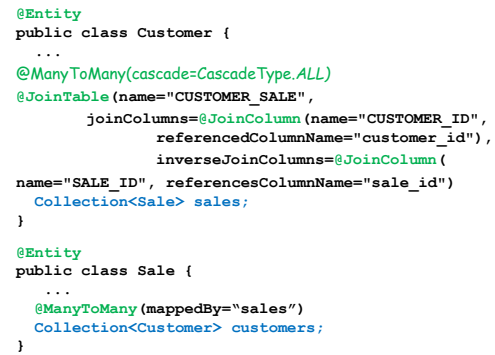 @Entity
public class Customer {
...
@ManyToMany(cascade=CascadeType.ALL)
@JoinTable(name="CUSTOMER_SALE",
joinColumns=@JoinColumn(name="CUSTOMER_ID",
referencedColumnName="customer_id"),
inverseJoinColumns=@JoinColumn(
name="SALE_ID", referencesColumnName="sale_id")
Collection<Sale> sales;
}
@Entity
public class Sale {
...
@ManyToMany(mappedBy=“sales”)
Collection<Customer> customers;
}